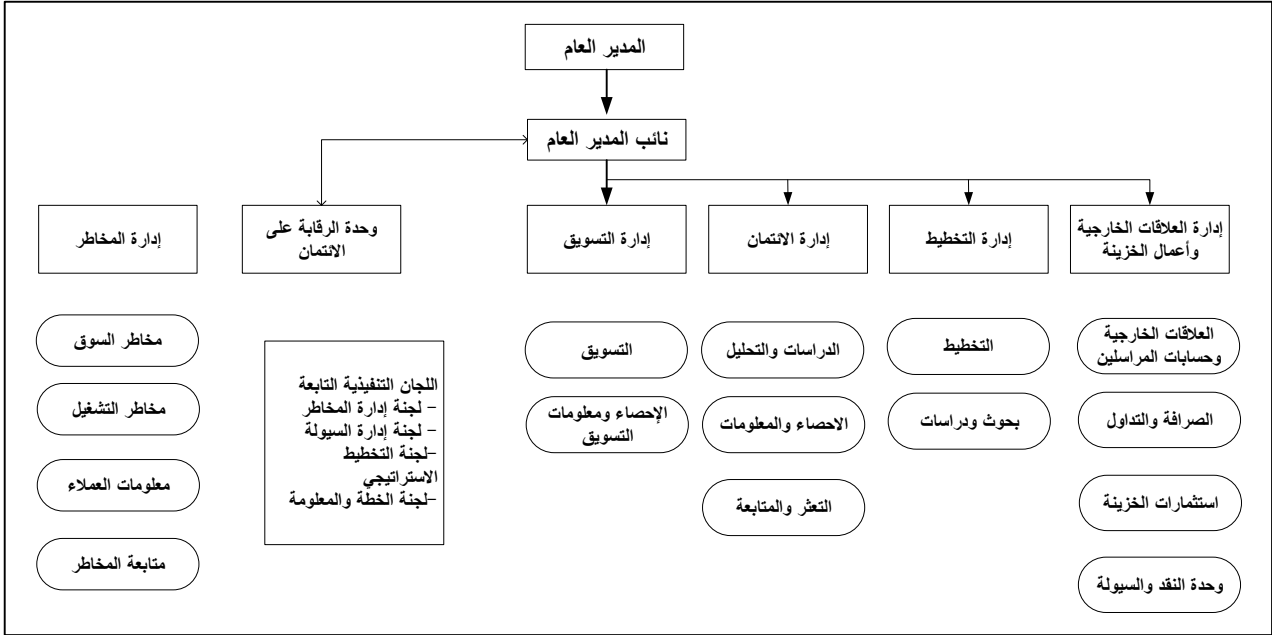 المدير العام
نائب المدير العام
إدارة العلاقات الخارجية
وأعمال الخزينة
إدارة التخطيط
إدارة الائتمان
إدارة التسويق
وحدة الرقابة على
الائتمان
إدارة المخاطر
العلاقات الخارجية
وحسابات المراسلين
الصرافة والتداول
استثمارات الخزينة
وحدة النقد والسيولة
التخطيط
بحوث ودراسات
الدراسات والتحليل
الاحصاء والمعلومات
التعثر والمتابعة
التسويق
الإحصاء ومعلومات
التسويق
اللجان التنفيذية التابعة
- لجنة إدارة المخاطر
- لجنة إدارة السيولة
-لجنة التخطيط
الاستراتيجي
-لجنة الخطة والمعلومة
مخاطر السوق
مخاطر التشغيل
معلومات العملاء
متابعة المخاطر